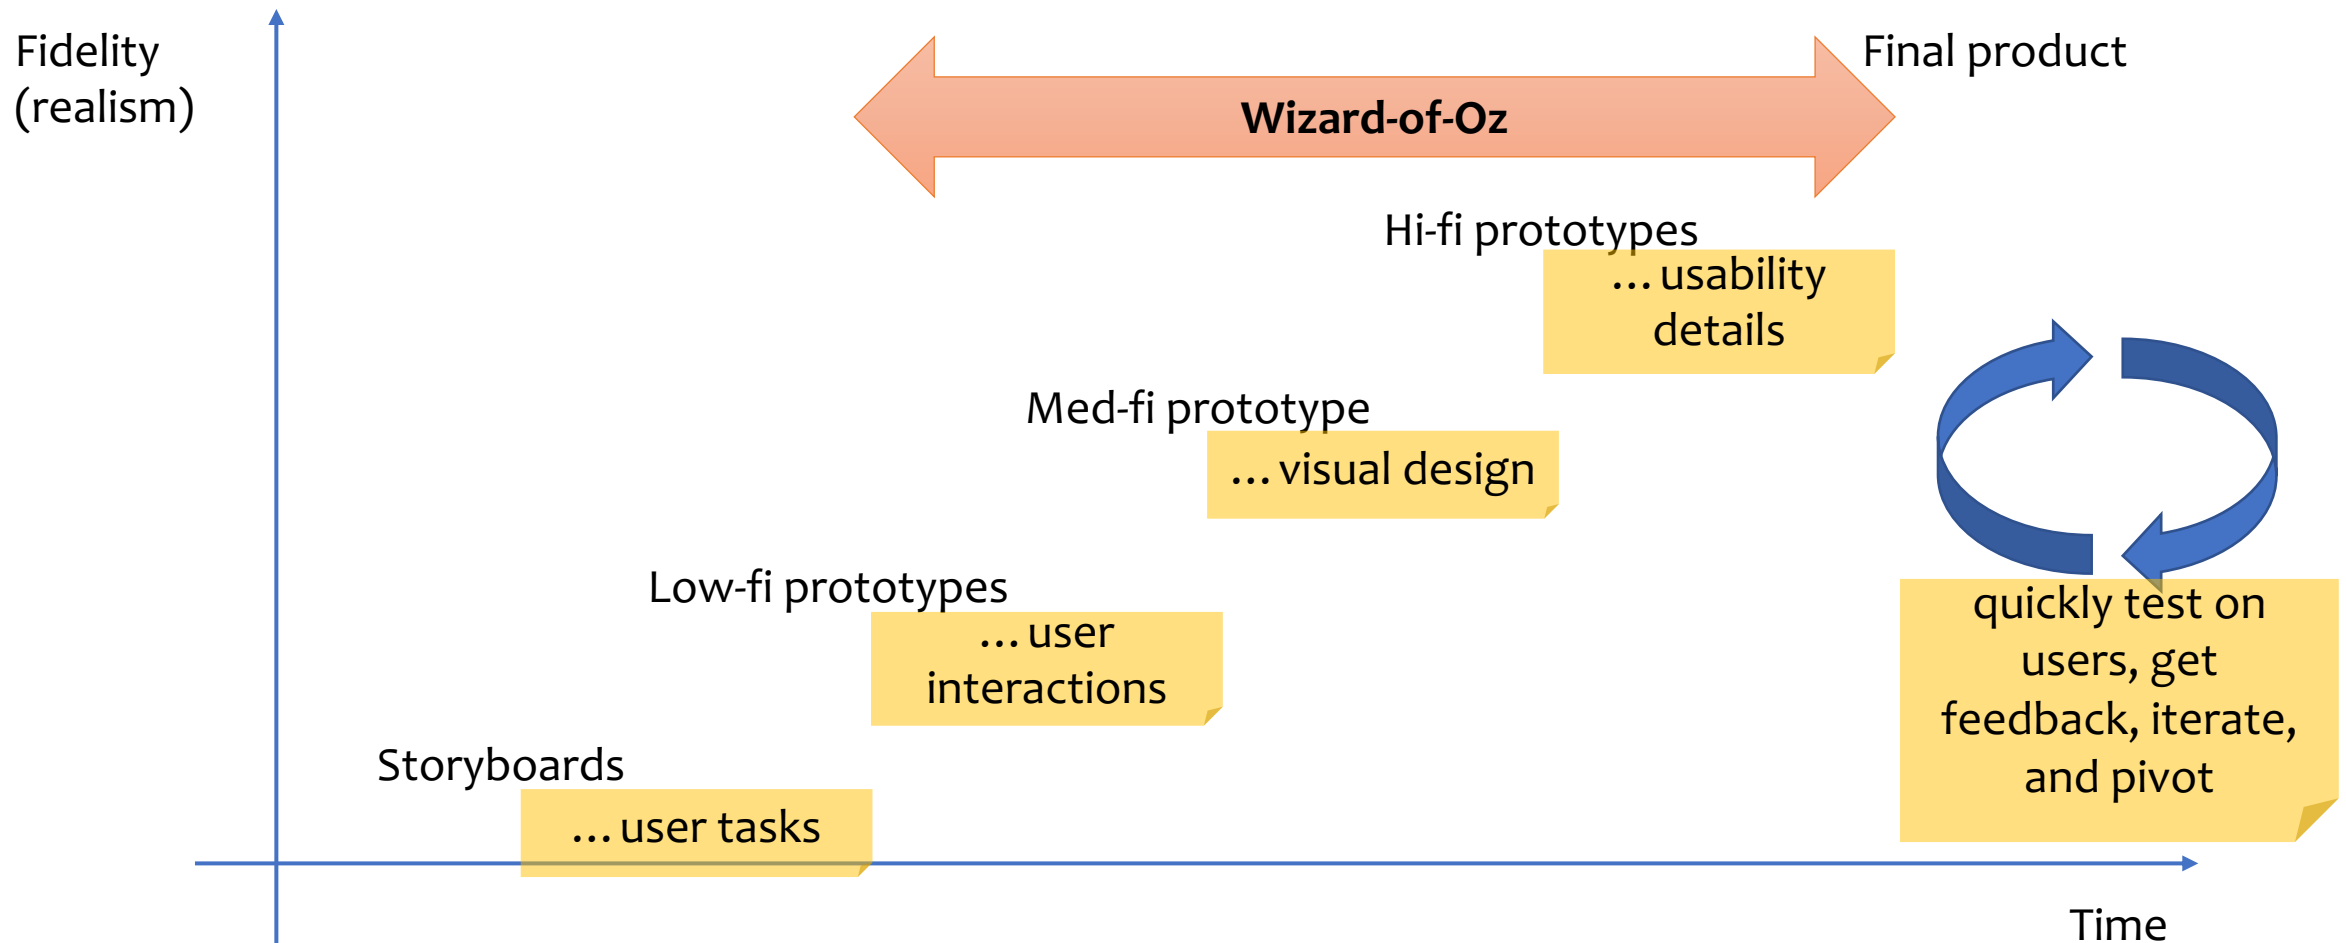 Fidelity
(realism)
Final product
Wizard-of-Oz
Hi-fi prototypes
... usability
details
Med-fi prototype
... visual design
Low-fi prototypes
... user
interactions
Storyboards
... user tasks
quickly test on
users, get
feedback, iterate,
and pivot
Time